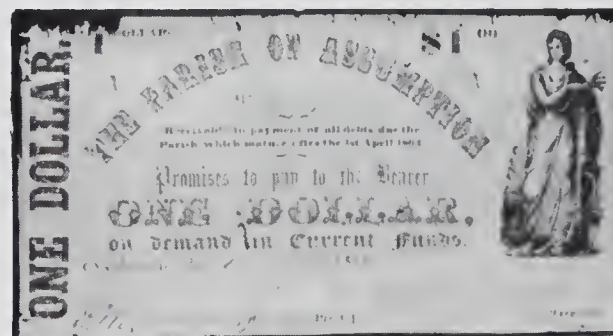 ONE DOLLAR.
$1 00
THE PARISH OF ASSUMPTION
Receivable in payment of all debts due the
Parish, which mature after the 1st April
Promises to pay to the Bearer
ONE DOLLAR,
on demand in Current Funds.